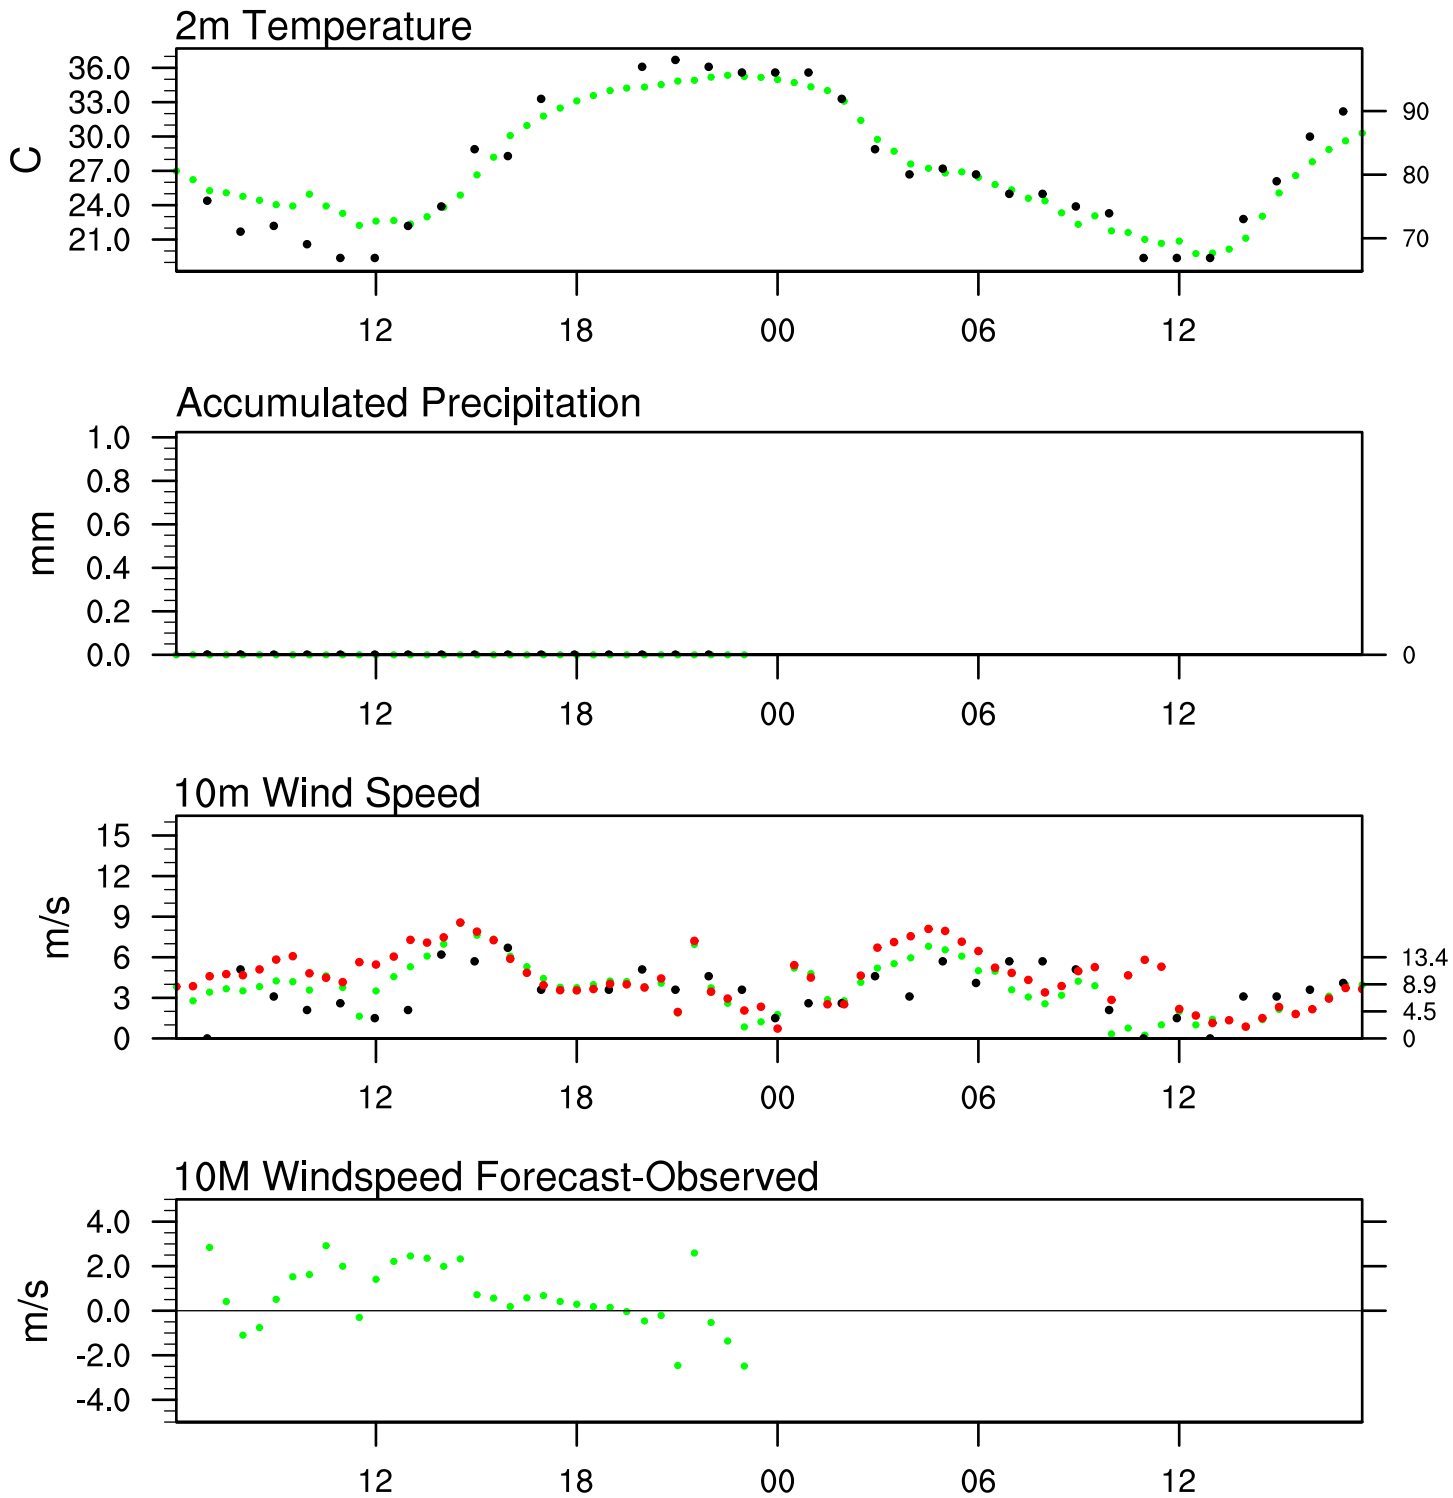 2m Temperature
36.0
33.0
30.0
27.0
24.0
21.0
C
90
80
70
12 18 00 06 12
Accumulated Precipitation
1.0
0.8
0.6
0.4
0.2
0.0
mm
0
12 18 00 06 12
10m Wind Speed
15
12
9
6
3
0
m/s
13.4
8.9
4.5
0
12 18 00 06 12
10M Windspeed Forecast-Observed
4.0
2.0
0.0
-2.0
-4.0
m/s
12 18 00 06 12